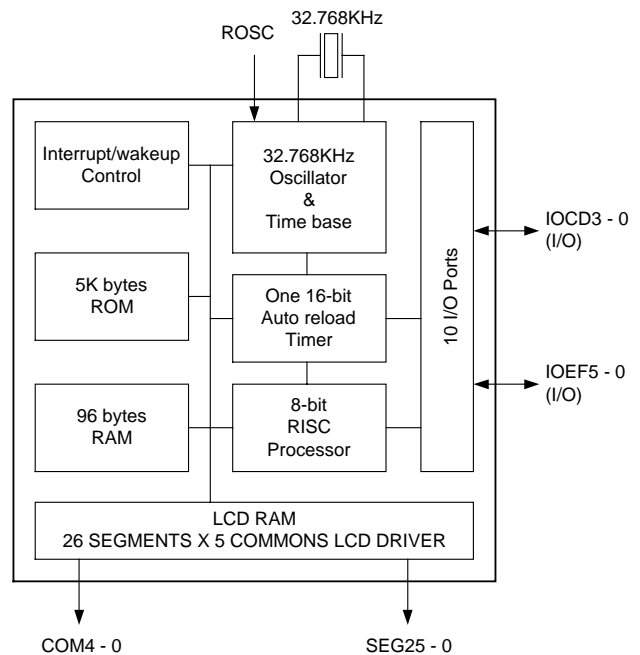 32.768KHz
ROSC
Interrupt/wakeup
Control
32.768KHz
Oscillator
&
Time base
5K bytes
ROM
One 16-bit
Auto reload
Timer
96 bytes
RAM
8-bit
RISC
Processor
10 I/O Ports
IOCD3 - 0
(I/O)
IOEF5 - 0
(I/O)
LCD RAM
26 SEGMENTS X 5 COMMONS LCD DRIVER
COM4 - 0
SEG25 - 0